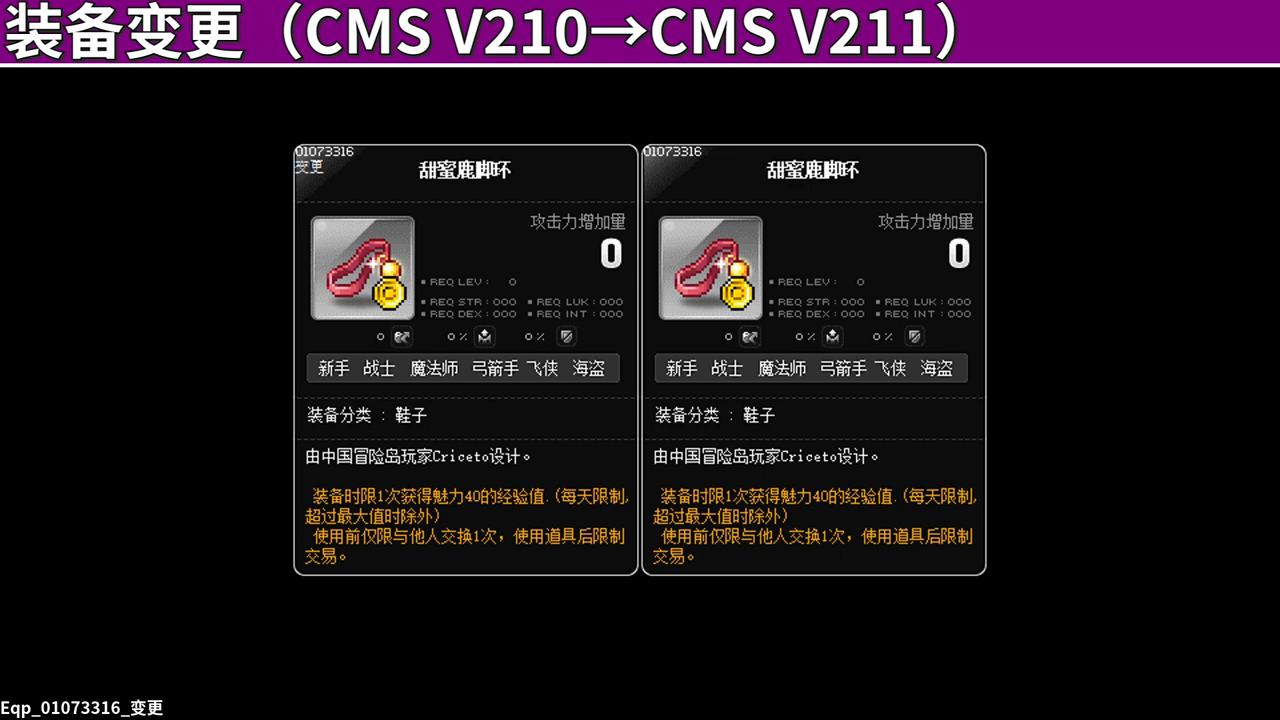 装备变更（CMS V210→CMS V211）
01073316
变更
甜蜜鹿脚环
攻击力增加量
0
REQ LEV : 0
REQ STR : 000 REQ LUK : 000
REQ DEX : 000 REQ INT : 000
0 0 % 0 %
新手 战士 魔法师 弓箭手 飞侠 海盗
装备分类 : 鞋子
由中国冒险岛玩家Criceto设计。
装备时限1次获得魅力40的经验值.(每天限制,
超过最大值时除外)
使用前仅限与他人交换1次，使用道具后限制
交易。
01073316
甜蜜鹿脚环
攻击力增加量
0
REQ LEV : 0
REQ STR : 000 REQ LUK : 000
REQ DEX : 000 REQ INT : 000
0 0 % 0 %
新手 战士 魔法师 弓箭手 飞侠 海盗
装备分类 : 鞋子
由中国冒险岛玩家Criceto设计。
装备时限1次获得魅力40的经验值.(每天限制,
超过最大值时除外)
使用前仅限与他人交换1次，使用道具后限制
交易。
Eqp_01073316_变更